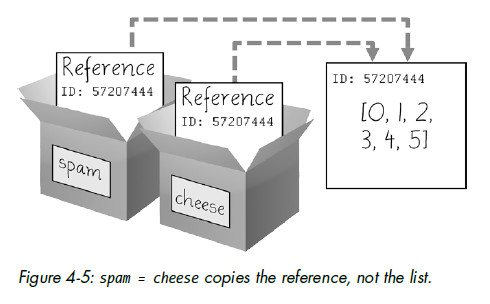 Reference
ID: 57207444
spam
Reference
ID: 57207444
cheese
ID: 57207444
[0, 1, 2,
3, 4, 5]
Figure 4-5: spam = cheese copies the reference, not the list.